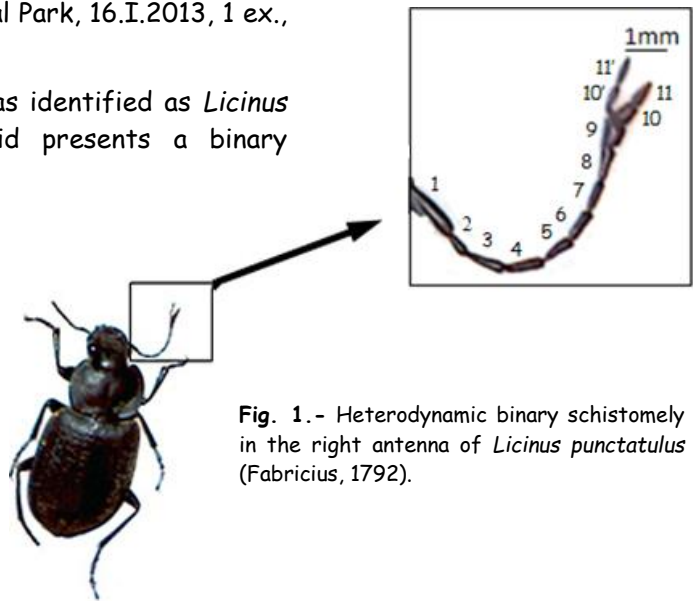 al Park, 16.I.2013, 1 ex.,
as identified as Licinus
id presents a binary
1mm
11'
10'
11
10
9
8
7
6
5
4
3
2
1
Fig. 1.- Heterodynamic binary schistomely
in the right antenna of Licinus punctatulus
(Fabricius, 1792).